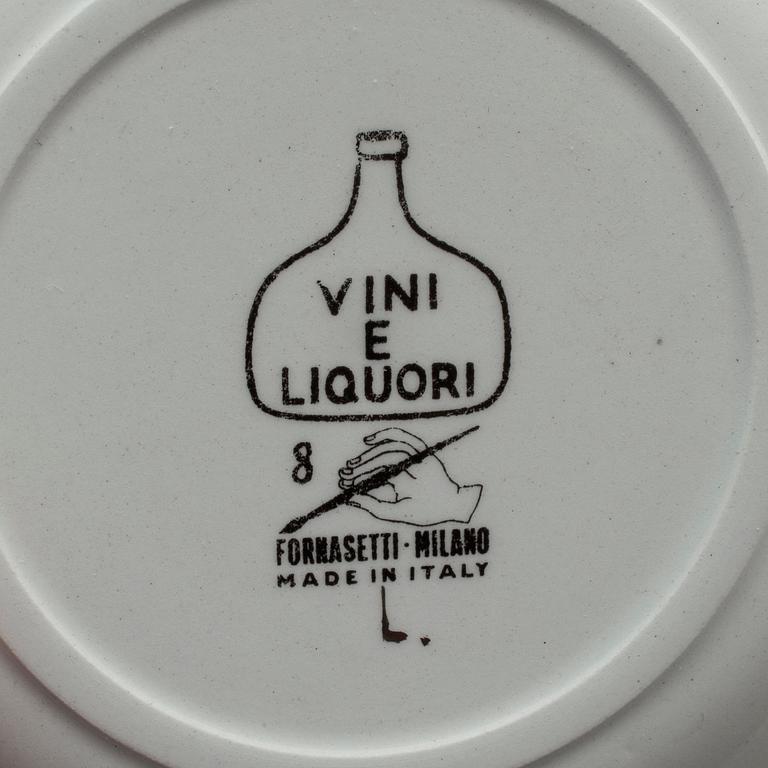 VINI
E
LIQUORI
8
FORNASETTI · MILANO
MADE IN ITALY
L.